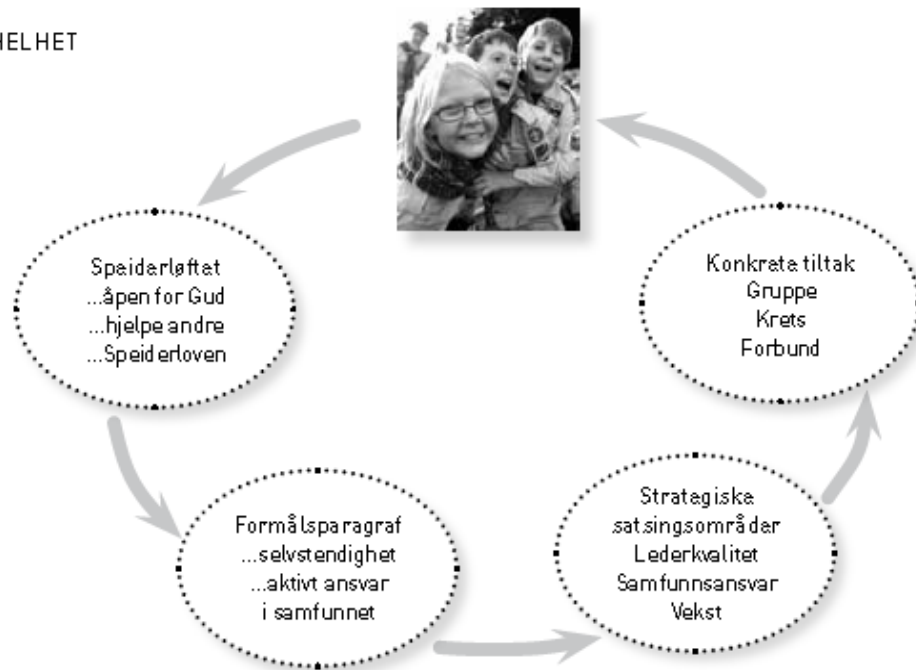 HELHET
Speiderløftet
...åpen for Gud
...hjelpe andre
...Speiderloven
Formålsparagraf
...selvstendighet
...aktivt ansvar
i samfunnet
Strategiske
satsingsområder
Lederkvalitet
Samfunnsansvar
Vekst
Konkrete tiltak
Gruppe
Krets
Forbund